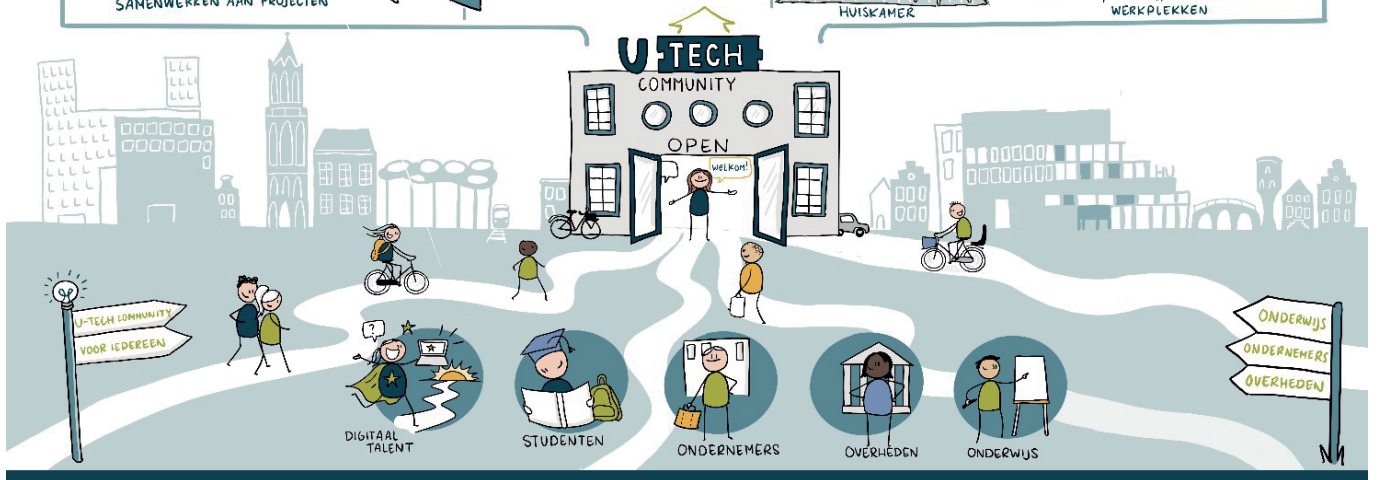 SAMENWERKEN AAN PROJECTEN
HUISKAMER
WERKPLEKKEN
U-TECH
COMMUNITY
OPEN
WELKOM!
HU
U-TECH COMMUNITY
VOOR IEDEREEN
ONDERWIJS
ONDERNEMERS
OVERHEDEN
?
DIGITAAL
TALENT
STUDENTEN
ONDERNEMERS
OVERHEDEN
ONDERWIJS